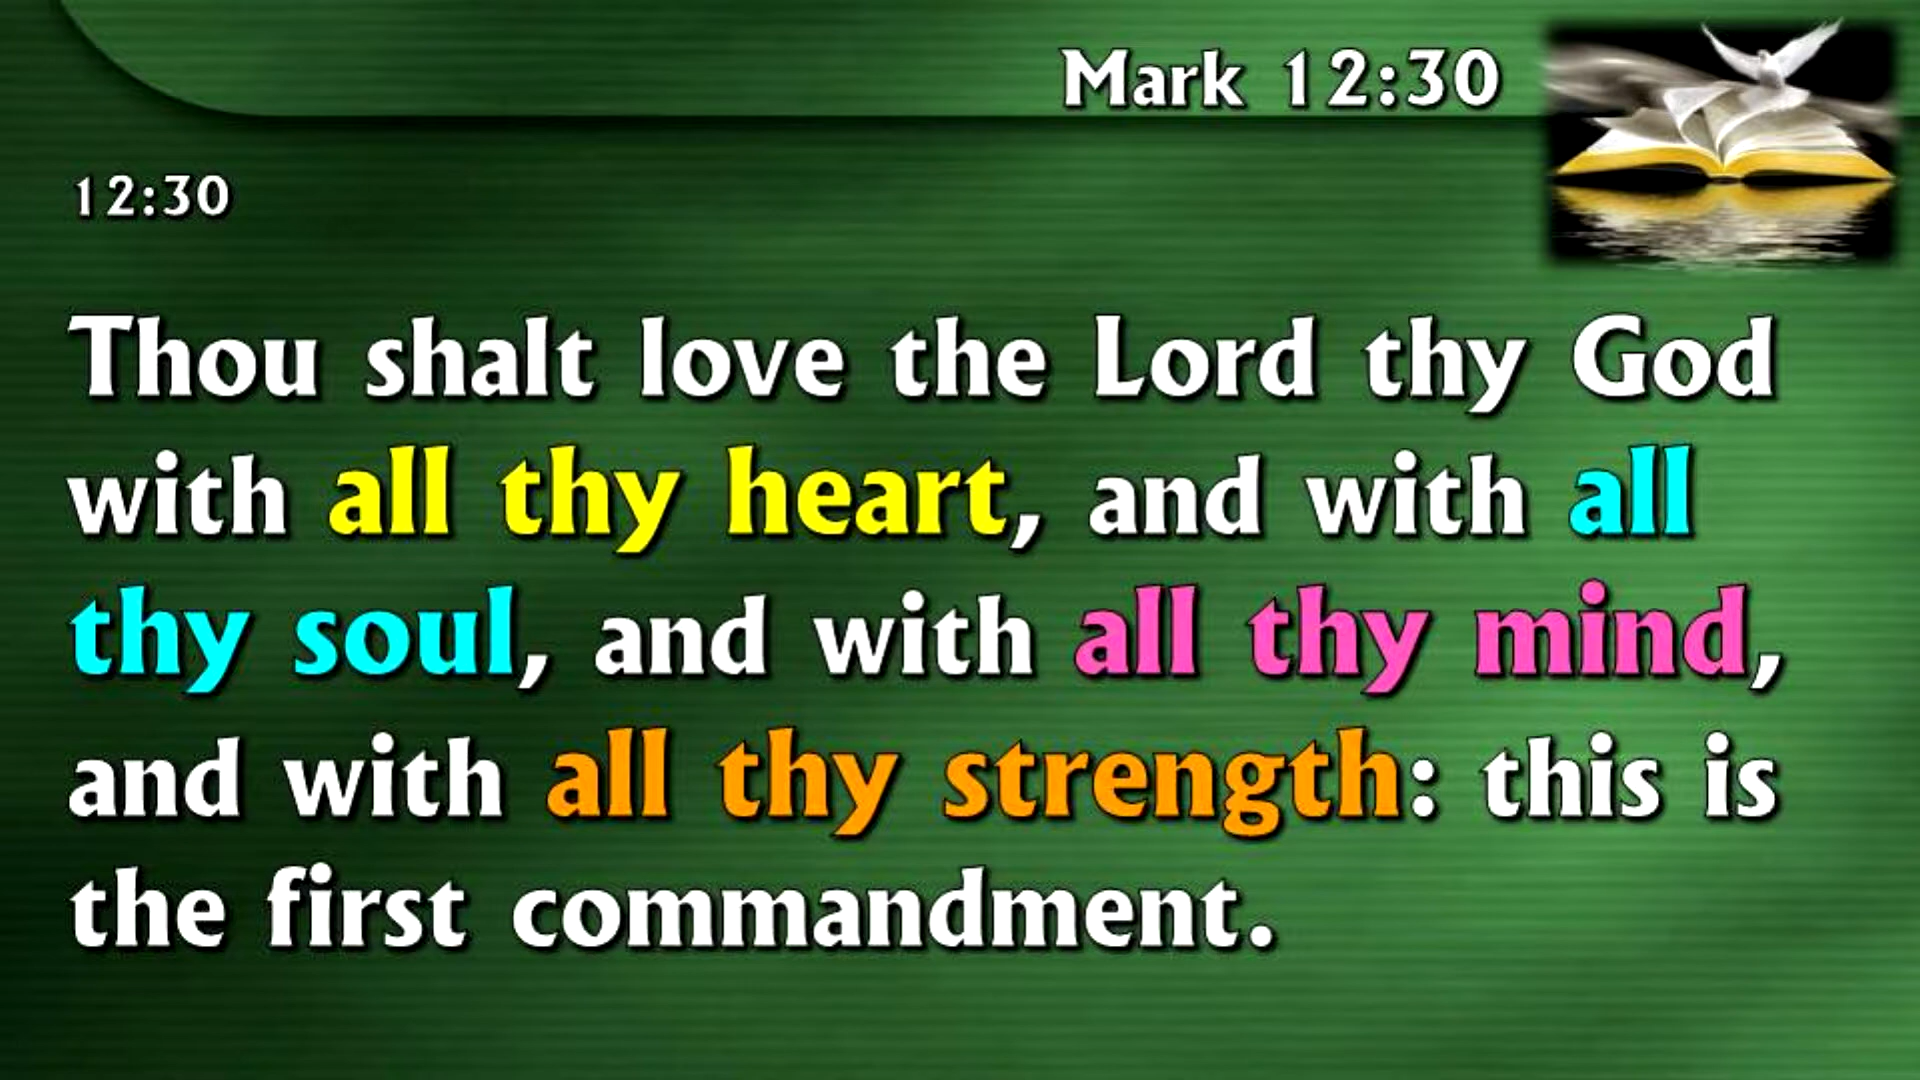 Mark 12:30
12:30
Thou shalt love the Lord thy God
with all thy heart, and with all
thy soul, and with all thy mind,
and with all thy strength: this is
the first commandment.